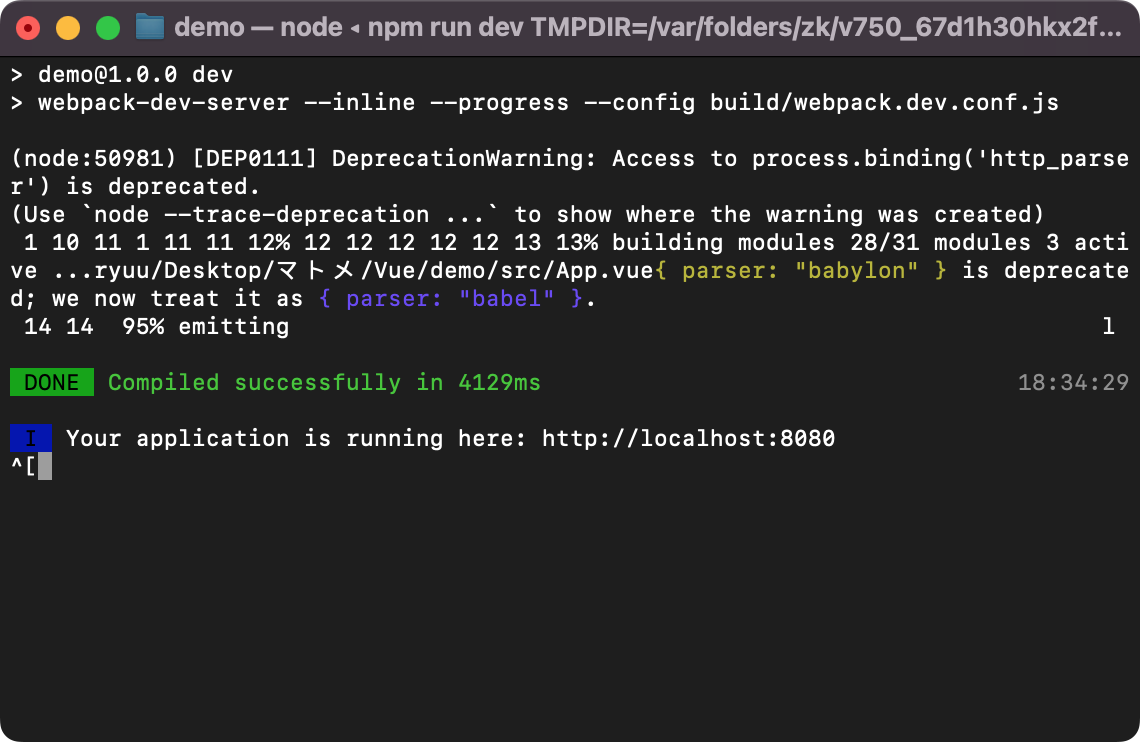 demo — node ◂ npm run dev TMPDIR=/var/folders/zk/v750_67d1h30hkx2f...
> demo@1.0.0 dev
> webpack-dev-server --inline --progress --config build/webpack.dev.conf.js
(node:50981) [DEP0111] DeprecationWarning: Access to process.binding('http_parse
r') is deprecated.
(Use `node --trace-deprecation ...` to show where the warning was created)
1 10 11 1 11 11 12% 12 12 12 12 12 13 13% building modules 28/31 modules 3 acti
ve ...ryuu/Desktop/マトメ/Vue/demo/src/App.vue{ parser: "babylon" } is deprecate
d; we now treat it as { parser: "babel" }.
14 14  95% emitting l
DONE Compiled successfully in 4129ms 18:34:29
I Your application is running here: http://localhost:8080
^[